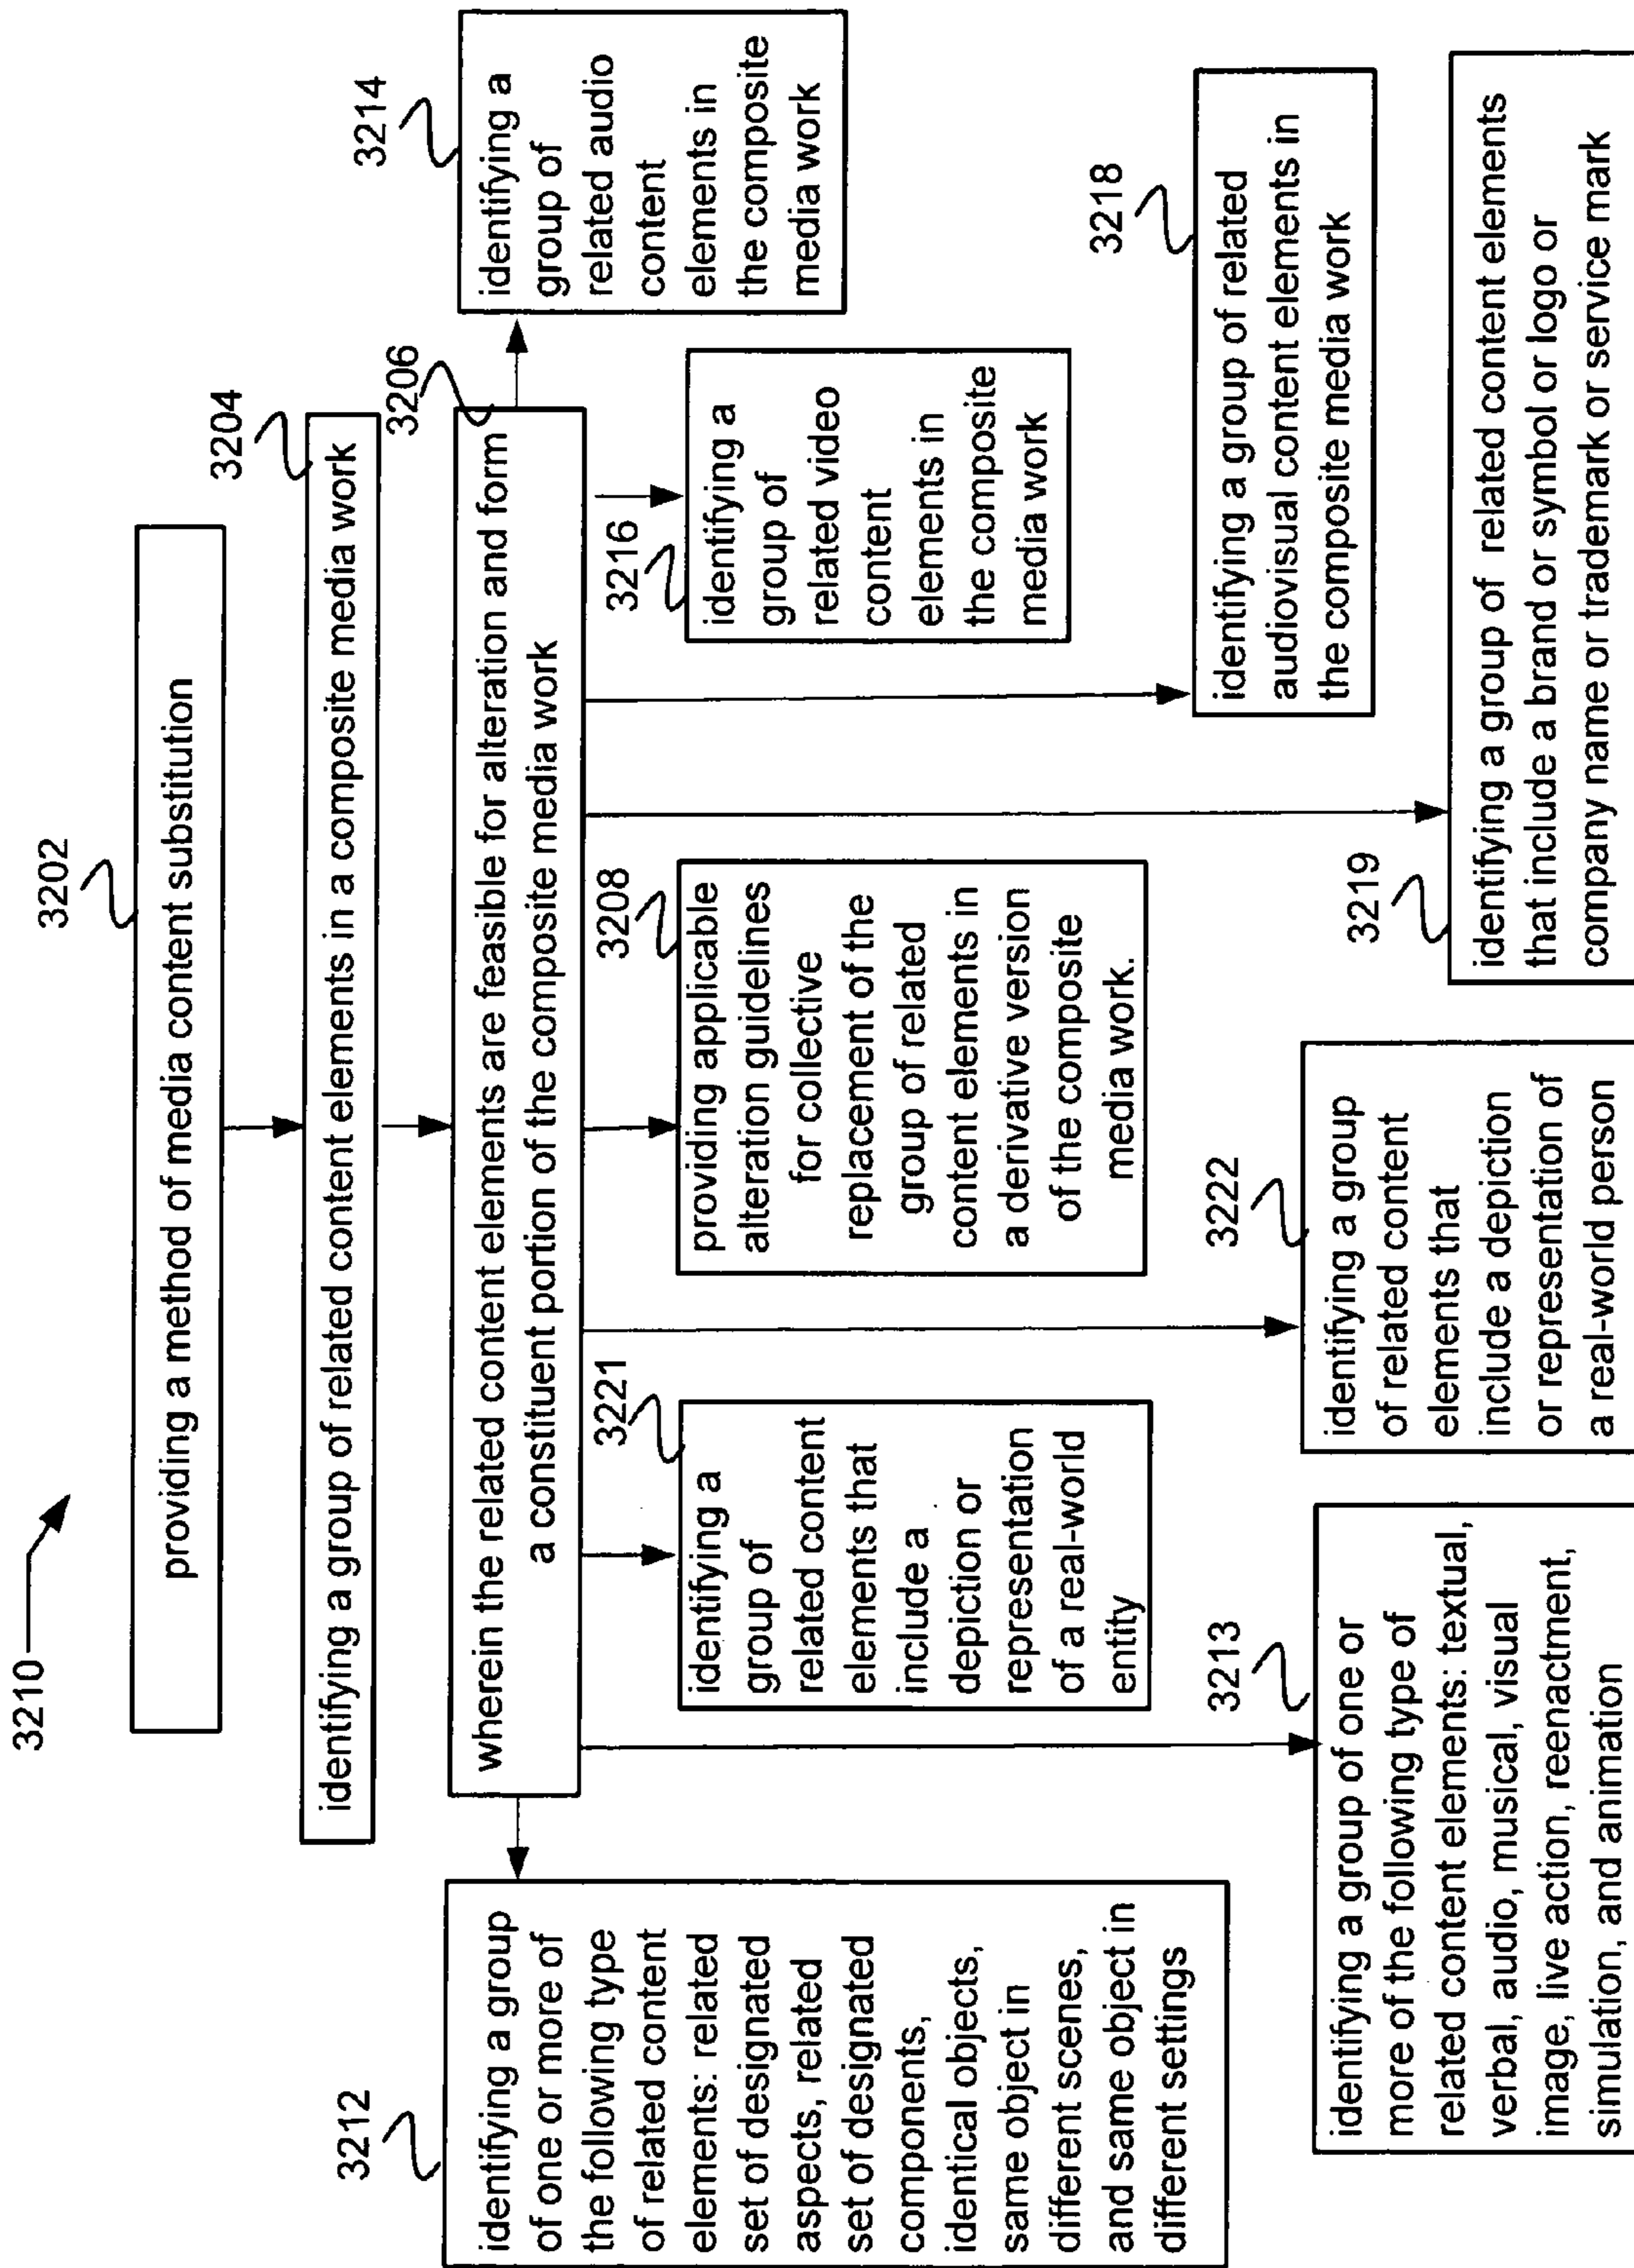 3210
3202
providing a method of media content substitution
3204
identifying a group of related content elements in a composite media work
3206
wherein the related content elements are feasible for alteration and form
a constituent portion of the composite media work
3212
identifying a group
of one or more of
the following type
of related content
elements: related
set of designated
aspects, related
set of designated
components,
identical objects,
same object in
different scenes,
and same object in
different settings
3213
identifying a group of one or
more of the following type of
related content elements: textual,
verbal, audio, musical, visual
image, live action, reenactment,
simulation, and animation
3221
identifying a
group of
related content
elements that
include a
depiction or
representation
of a real-world
entity
3222
identifying a group
of related content
elements that
include a depiction
or representation of
a real-world person
3208
providing applicable
alteration guidelines
for collective
replacement of the
group of related
content elements in
a derivative version
of the composite
media work.
3219
identifying a group of related content elements
that include a brand or symbol or logo or
company name or trademark or service mark
3218
identifying a group of related
audiovisual content elements in
the composite media work
3216
identifying a
group of
related video
content
elements in
the composite
media work
3214
identifying a
group of
related audio
content
elements in
the composite
media work